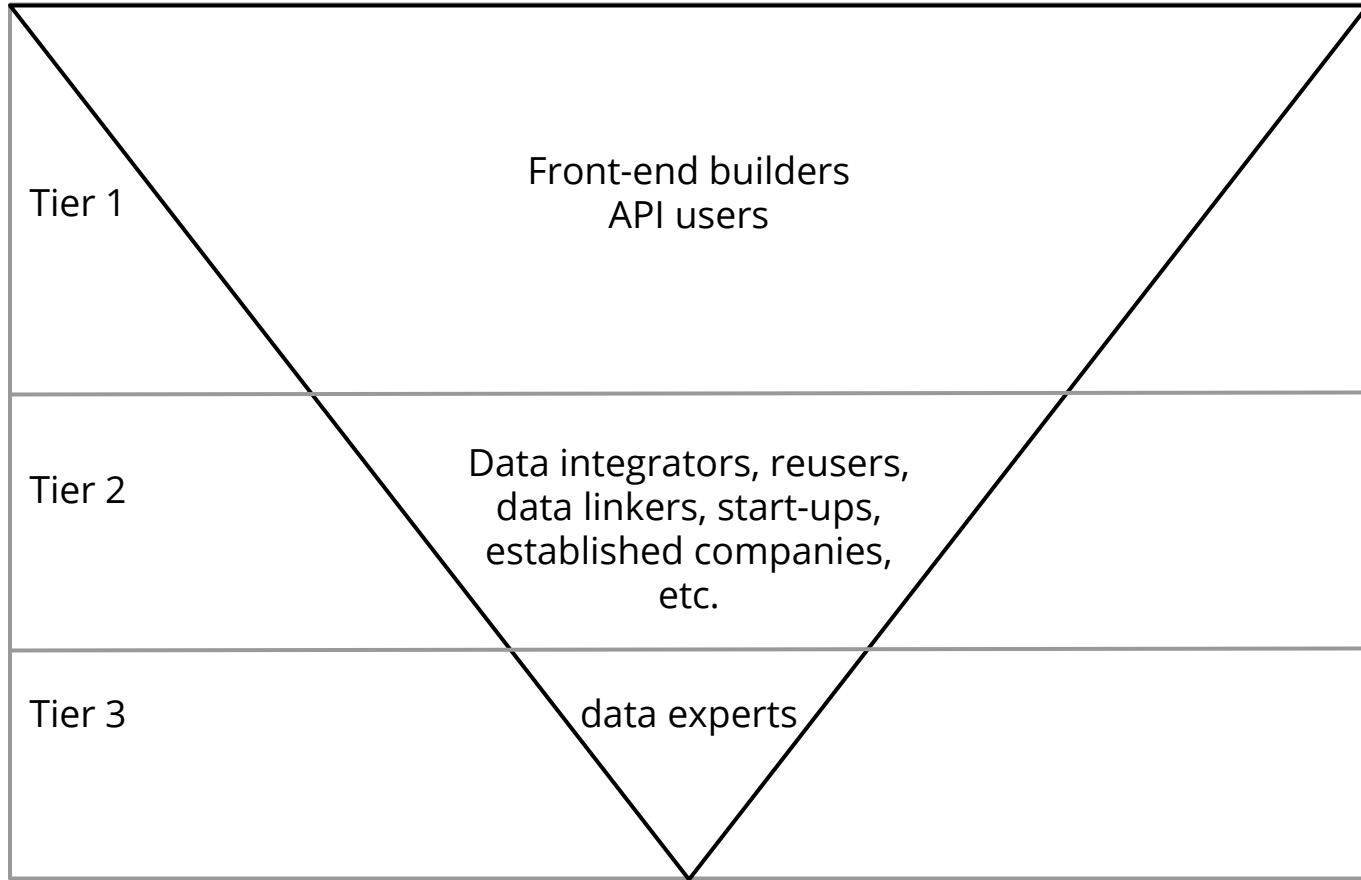 Tier 1
Front-end builders
API users
Tier 2
Data integrators, reusers,
data linkers, start-ups,
established companies,
etc.
Tier 3
data experts